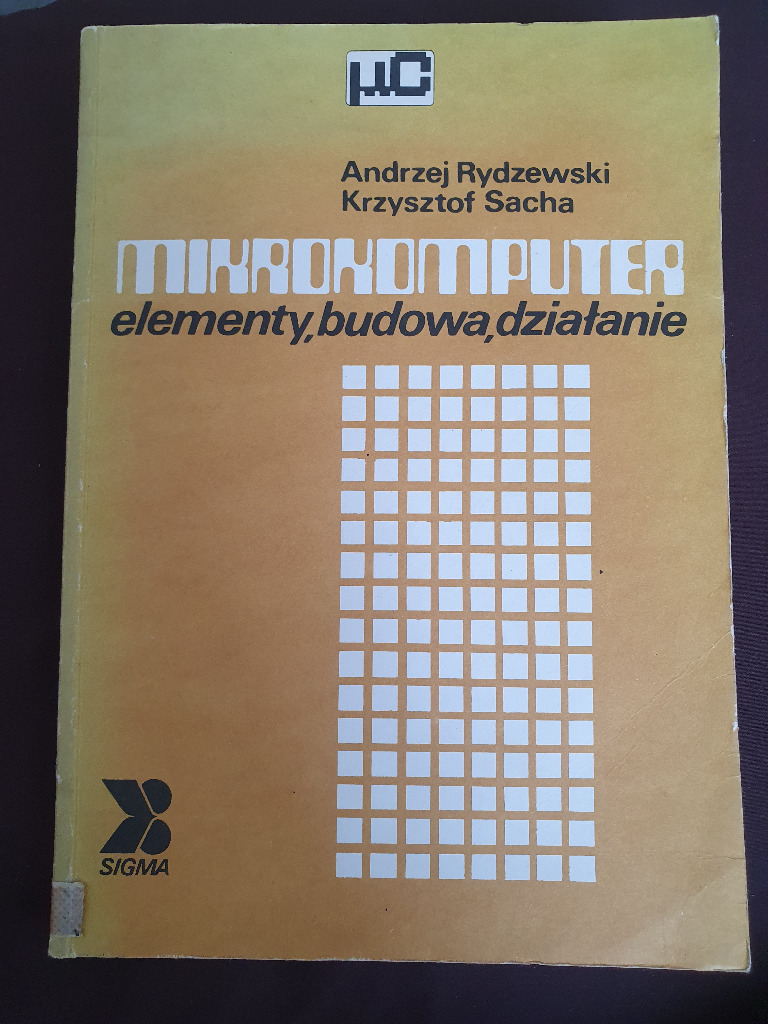 µC
Andrzej Rydzewski
Krzysztof Sacha
MIKROKOMPUTER
elementy, budowa, działanie
SIGMA